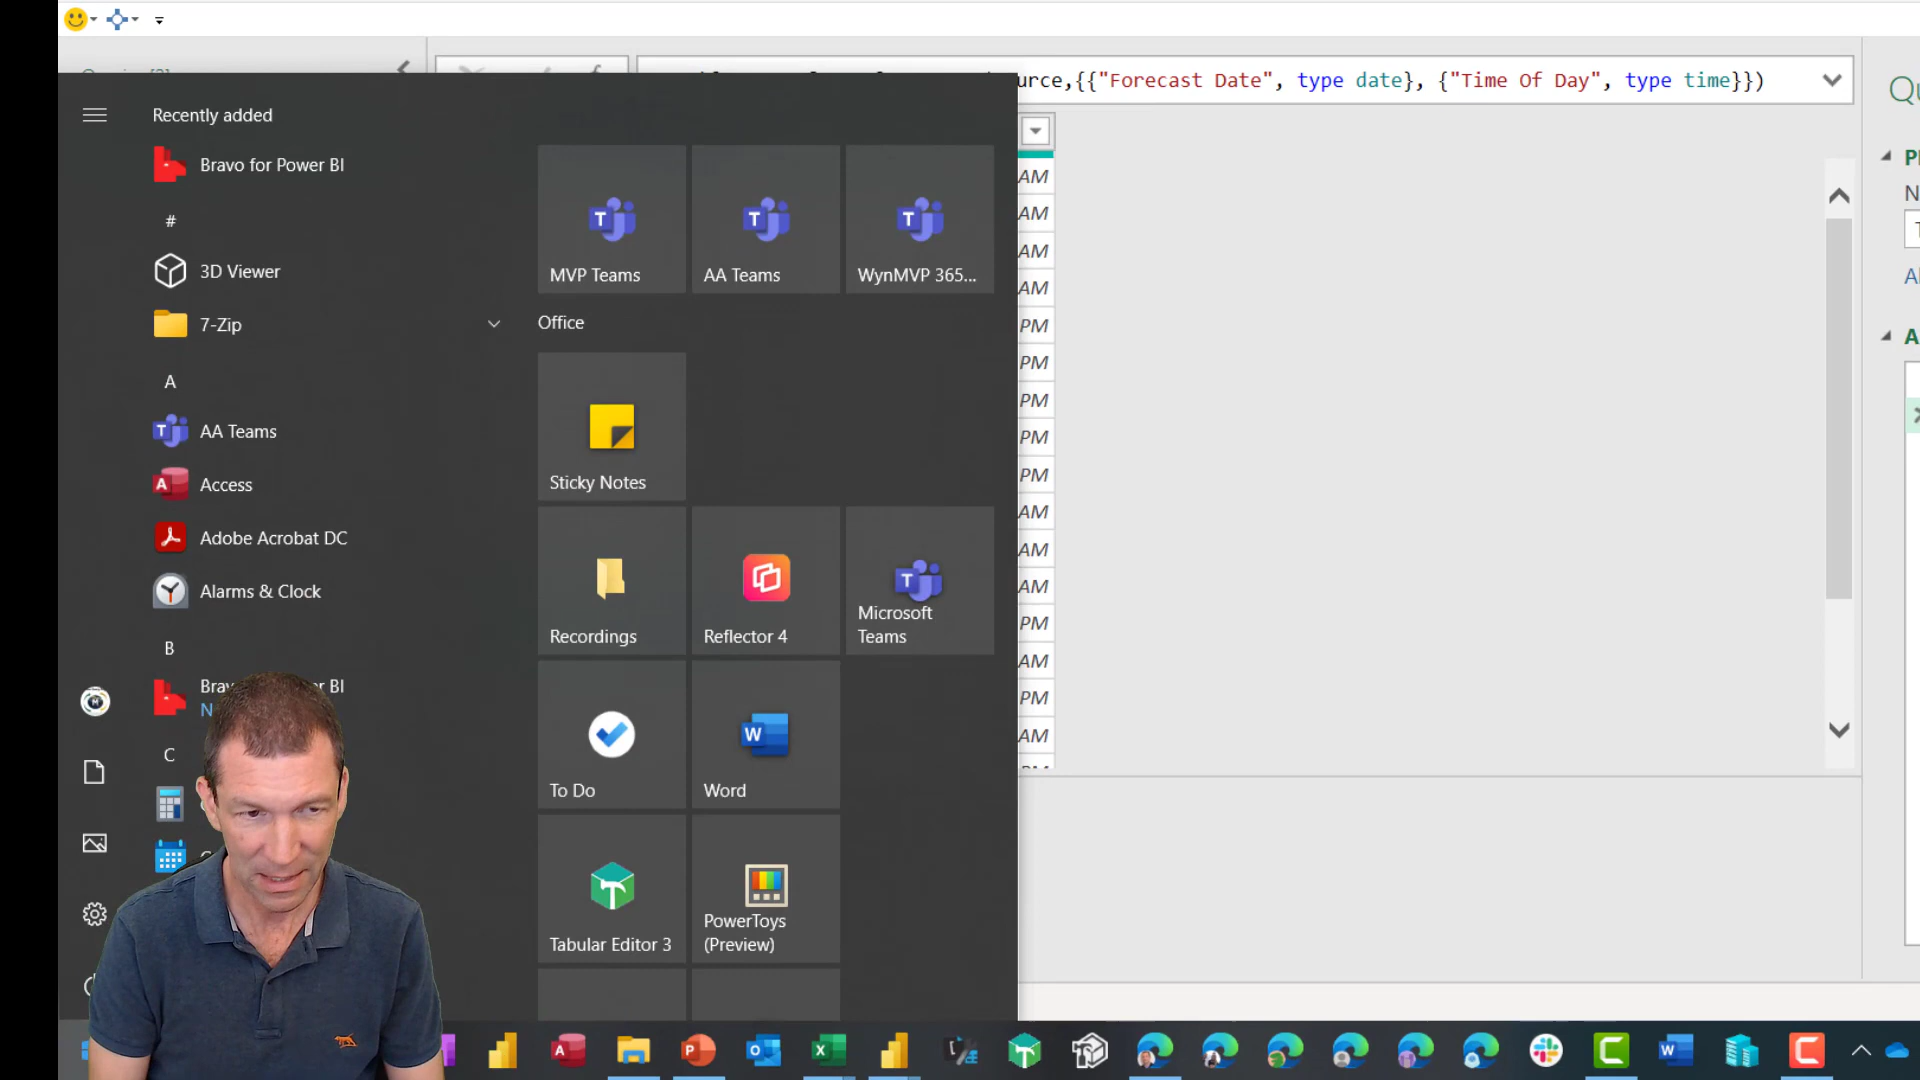 urce,{{"Forecast Date", type date}, {"Time Of Day", type time}})
Recently added
Bravo for Power BI
#
3D Viewer
7-Zip
A
AA Teams
Access
Adobe Acrobat DC
Alarms & Clock
B
BI
N
C
MVP Teams
AA Teams
WynMVP 365...
Office
Sticky Notes
Recordings
Reflector 4
Microsoft
Teams
To Do
Word
Tabular Editor 3
PowerToys
(Preview)
AM
AM
AM
AM
PM
PM
PM
PM
PM
AM
AM
AM
PM
AM
PM
AM
Qu
N